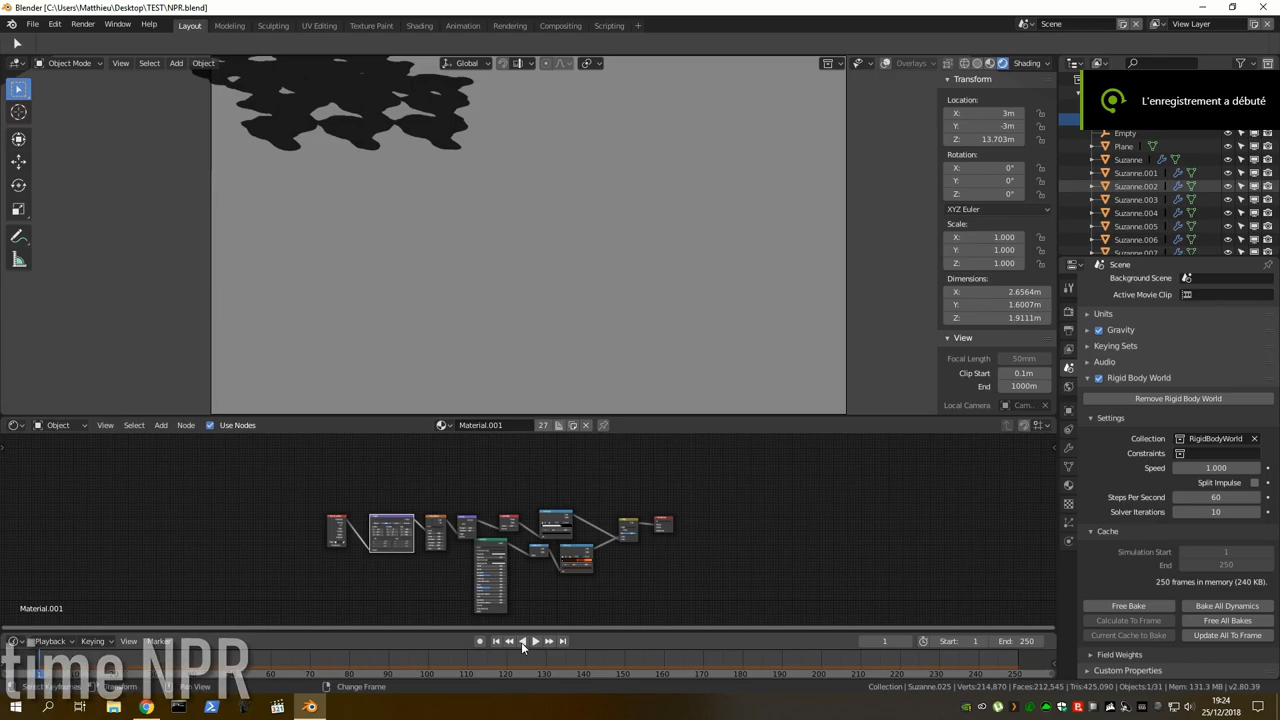 Blender [C:\Users\Matthieu\Desktop\TEST\NPR.blend]
File Edit Render Window Help Layout Modeling Sculpting UV Editing Texture Paint Shading Animation Rendering Compositing Scripting + Scene View Layer
Object Mode View Select Add Object Global Overlays Shading
L'enregistrement a débuté
Transform
Location:
X: 3m
Y: -3m
Z: 13.703m
Rotation:
X: 0°
Y: 0°
Z: 0°
XYZ Euler
Scale:
X: 1.000
Y: 1.000
Z: 1.000
Dimensions:
X: 2.6564m
Y: 1.6007m
Z: 1.9111m
View
Focal Length 50mm
Clip Start 0.1m
End 1000m
Local Camera Cam..
Empty
Plane
Suzanne
Suzanne.001
Suzanne.002
Suzanne.003
Suzanne.004
Suzanne.005
Suzanne.006
Suzanne.007
Scene
Background Scene
Active Movie Clip
Units
Gravity
Keying Sets
Audio
Rigid Body World
Remove Rigid Body World
Settings
Collection RigidBodyWorld
Constraints
Speed 1.000
Split Impulse
Steps Per Second 60
Solver Iterations 10
Cache
Simulation Start 1
End 250
250 frames in memory (240 KB).
Free Bake Bake All Dynamics
Calculate To Frame Free All Bakes
Current Cache to Bake Update All To Frame
Field Weights
Custom Properties
Object View Select Add Node Use Nodes Material.001 27
Material.001
Playback Keying View Marker 1 Start: 1 End: 250
1 60 70 80 90 100 110 120 130 140 150 160 170 180 190 200 210 220 230 240 250
time NPR
Select Keyframes Transform Pan View Change Frame Collection | Suzanne.025 | Verts:214,870 | Faces:212,545 | Tris:425,090 | Objects:1/31 | Mem: 131.3 MB | v2.80.39
19:24
25/12/2018